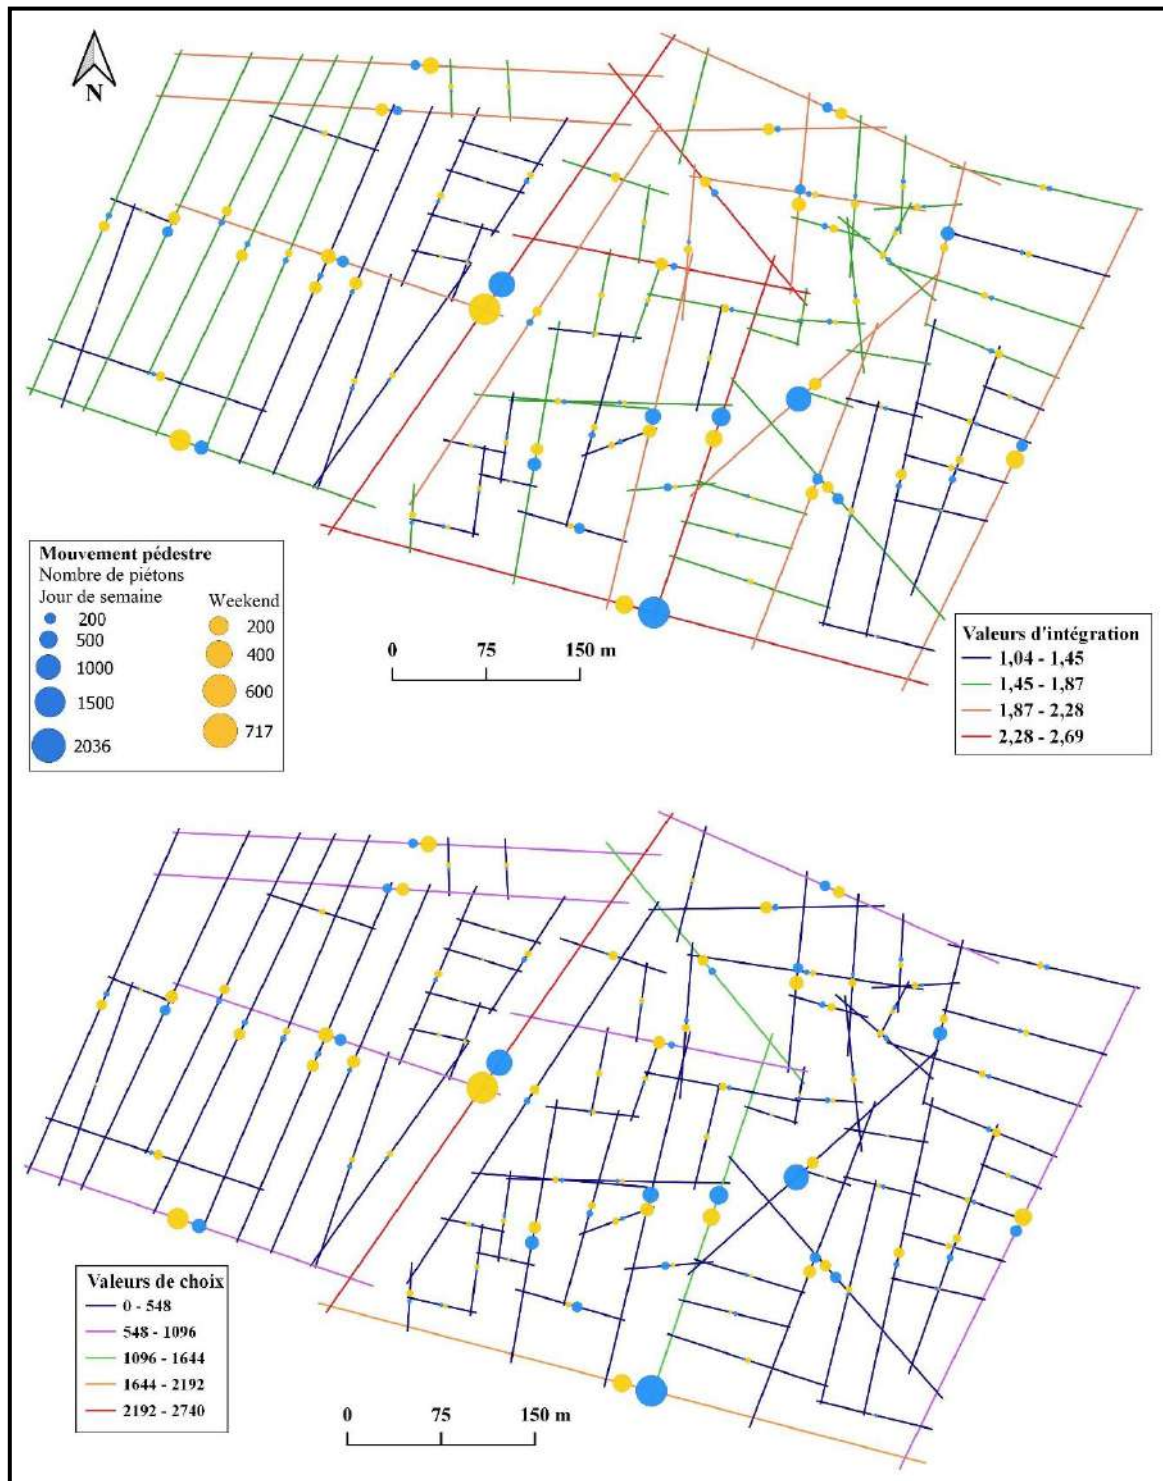 N
Mouvement pédestre
Nombre de piétons
Jour de semaine
200
500
1000
1500
2036
Weekend
200
400
600
717
0 75 150 m
Valeurs d'intégration
1,04 - 1,45
1,45 - 1,87
1,87 - 2,28
2,28 - 2,69
Valeurs de choix
0 - 548
548 - 1096
1096 - 1644
1644 - 2192
2192 - 2740
0 75 150 m